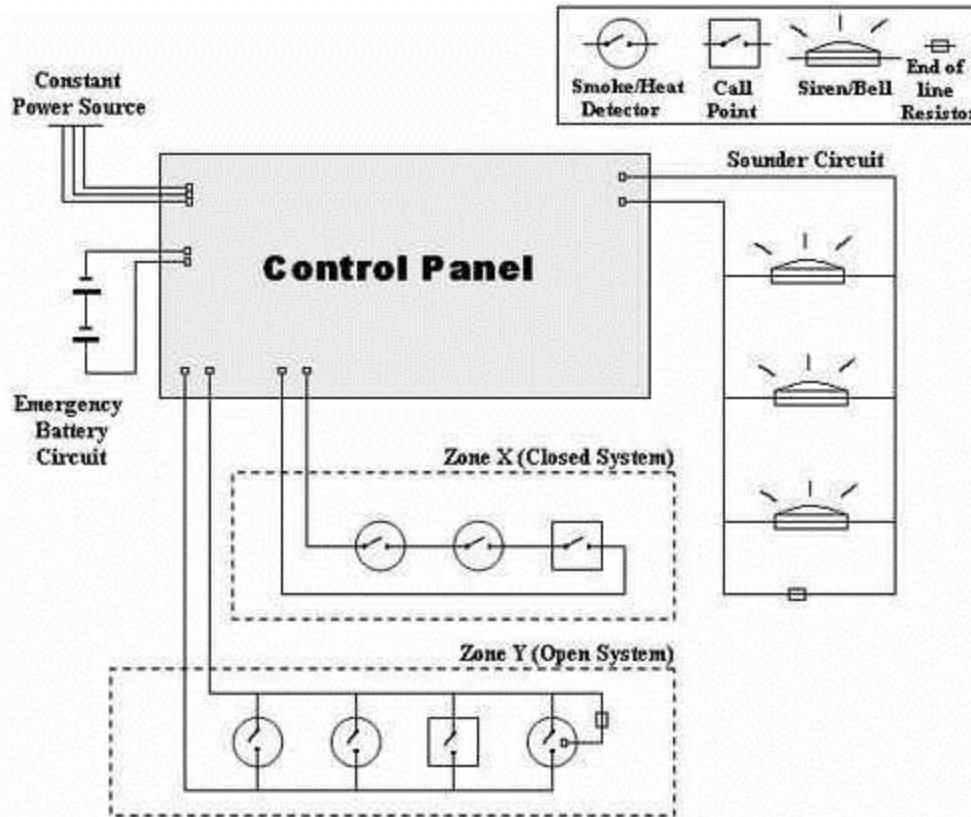 Constant
Power Source
Smoke/Heat
Detector
Call
Point
Siren/Bell
End of
line
Resistor
Sounder Circuit
Control Panel
Emergency
Battery
Circuit
Zone X (Closed System)
Zone Y (Open System)